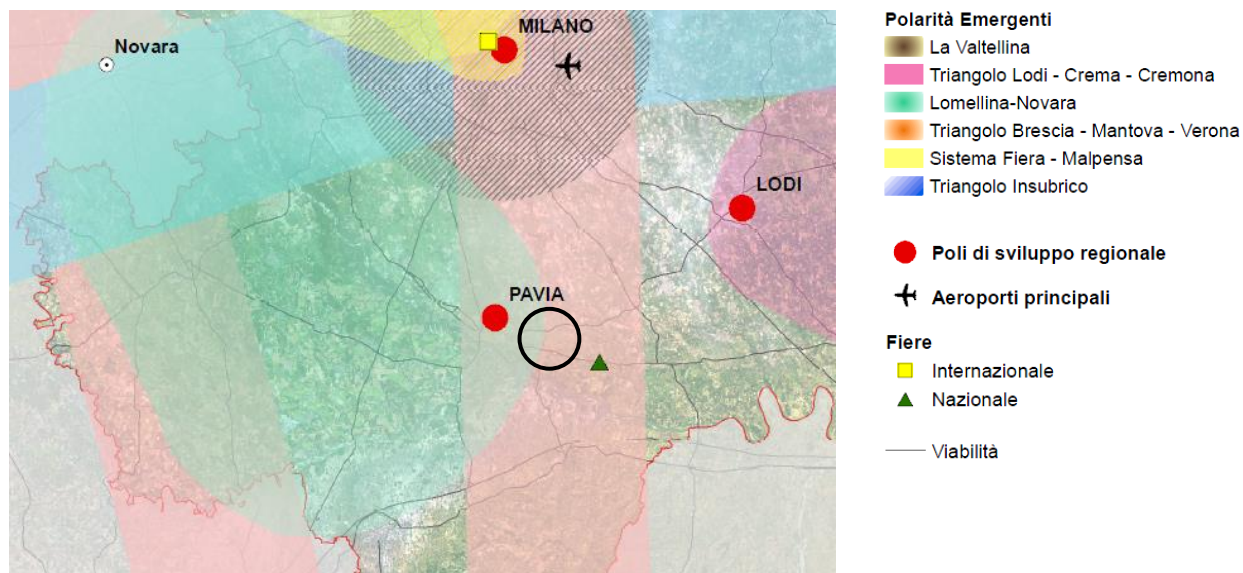 MILANO
Novara
LODI
PAVIA
Polarità Emergenti
La Valtellina
Triangolo Lodi - Crema - Cremona
Lomellina-Novara
Triangolo Brescia - Mantova - Verona
Sistema Fiera - Malpensa
Triangolo Insubrico
Poli di sviluppo regionale
Aeroporti principali
Fiere
Internazionale
Nazionale
Viabilità